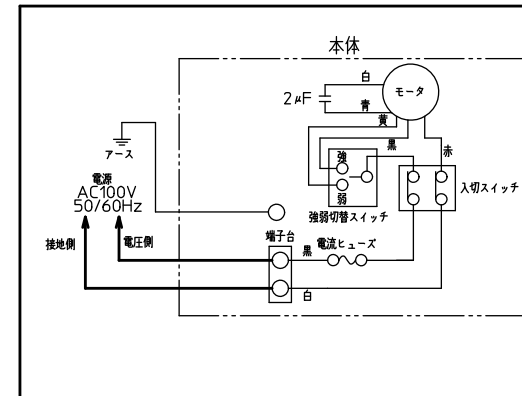 本体
白
2μF
モータ
青
黄
黒
赤
アース
強
弱
入切スイッチ
強弱切替スイッチ
電源
AC100V
50/60Hz
接地側
電圧側
端子台
黒
電流ヒューズ
白